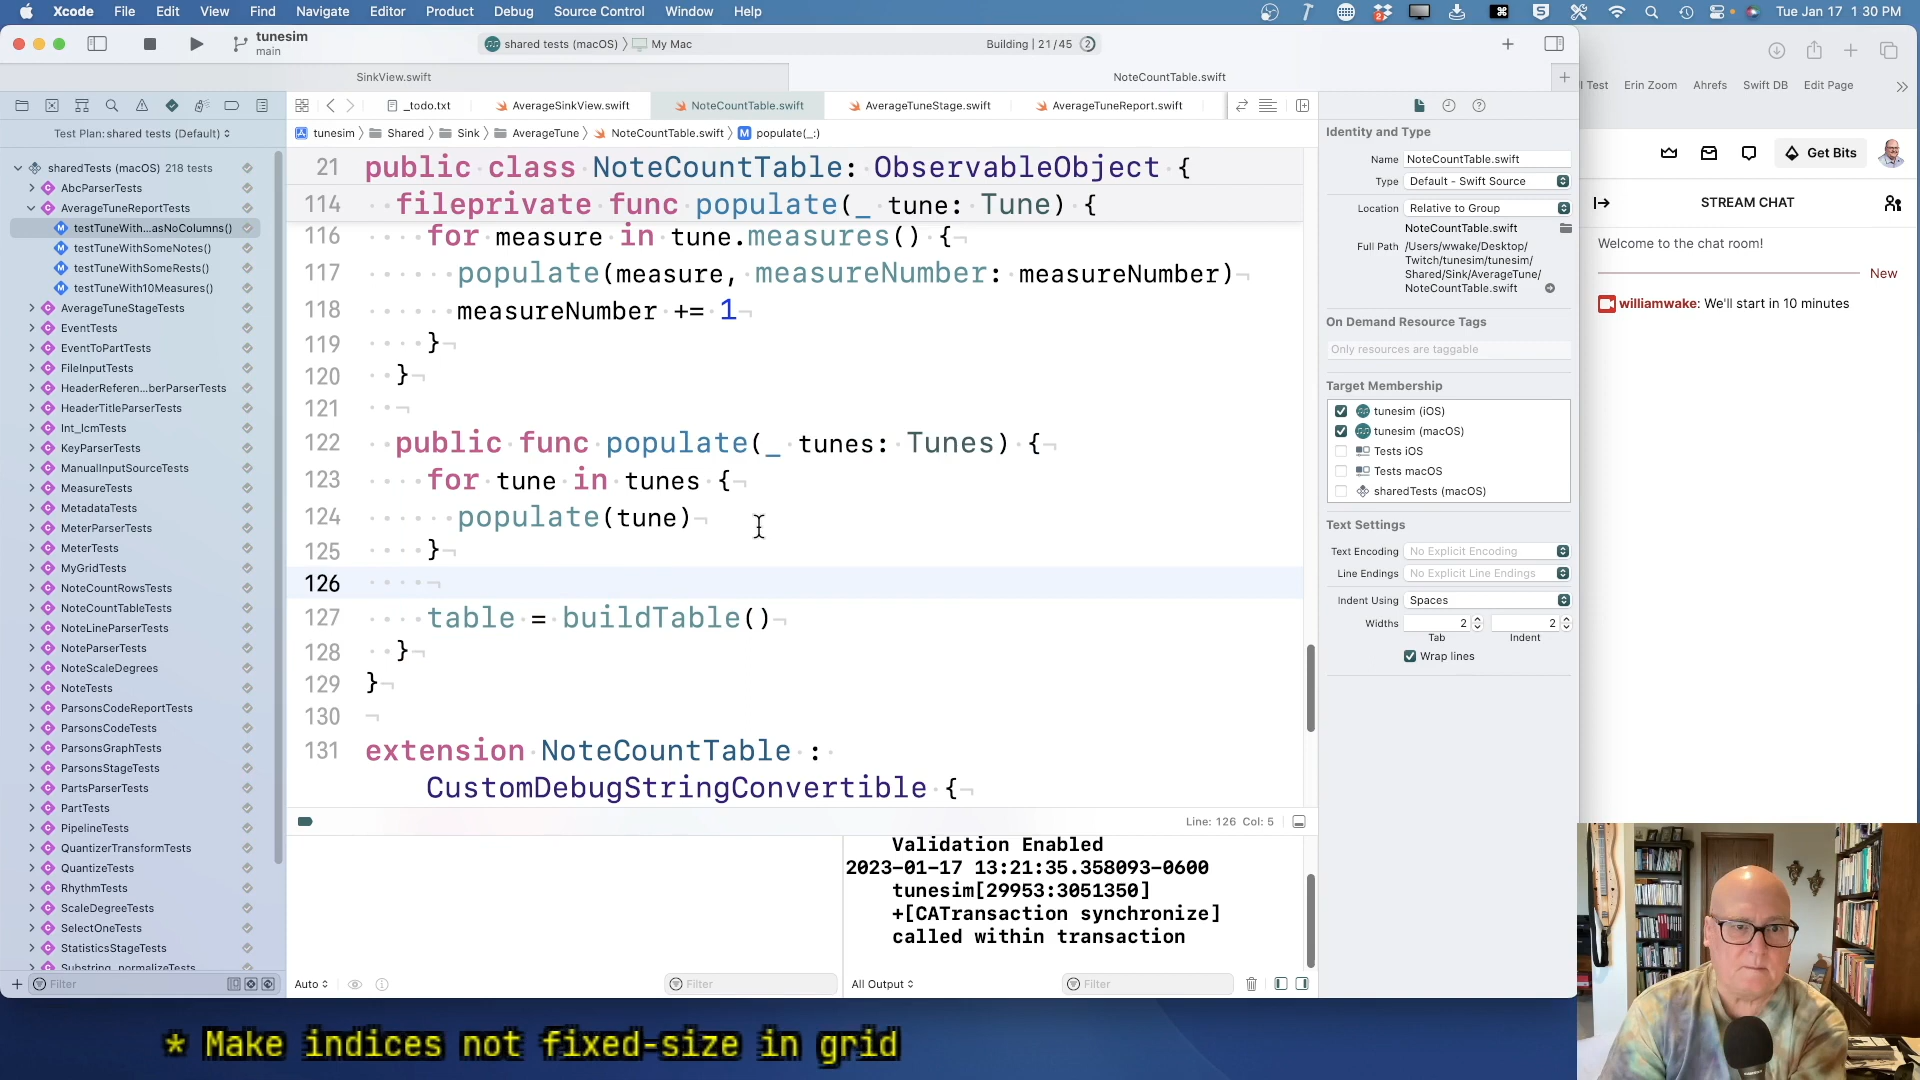 Xcode File Edit View Find Navigate Editor Product Debug Source Control Window Help Tue Jan 17 1:30 PM
tunesim
main
shared tests (macOS) My Mac
Building | 21/45 2
SinkView.swift NoteCountTable.swift
_todo.txt AverageSinkView.swift NoteCountTable.swift AverageTuneStage.swift AverageTuneReport.swift
tunesim Shared Sink AverageTune NoteCountTable.swift M populate(_:)
Test Plan: shared tests (Default)
sharedTests (macOS) 218 tests
AbcParserTests
AverageTuneReportTests
testTuneWith...asNoColumns()
testTuneWithSomeNotes()
testTuneWithSomeRests()
testTuneWith10Measures()
AverageTuneStageTests
EventTests
EventToPartTests
FileInputTests
HeaderReferen...berParserTests
HeaderTitleParserTests
Int_lcmTests
KeyParserTests
ManualInputSourceTests
MeasureTests
MetadataTests
MeterParserTests
MeterTests
MyGridTests
NoteCountRowsTests
NoteCountTableTests
NoteLineParserTests
NoteParserTests
NoteScaleDegrees
NoteTests
ParsonsCodeReportTests
ParsonsCodeTests
ParsonsGraphTests
ParsonsStageTests
PartsParserTests
PartTests
PipelineTests
QuantizerTransformTests
QuantizeTests
RhythmTests
ScaleDegreeTests
SelectOneTests
StatisticsStageTests
Substring_normalizeTests
Filter
21 public class NoteCountTable: ObservableObject {
114 fileprivate func populate(_ tune: Tune) {
116 for measure in tune.measures() {
117 populate(measure, measureNumber: measureNumber)
118 measureNumber += 1
119 }
120 }
121
122 public func populate(_ tunes: Tunes) {
123 for tune in tunes {
124 populate(tune)
125 }
126
127 table = buildTable()
128 }
129 }
130
131 extension NoteCountTable :
CustomDebugStringConvertible {
Line: 126 Col: 5
Validation Enabled
2023-01-17 13:21:35.358093-0600
tunesim[29953:3051350]
+[CATransaction synchronize]
called within transaction
Auto Filter All Output Filter
Identity and Type
Name NoteCountTable.swift
Type Default - Swift Source
Location Relative to Group
NoteCountTable.swift
Full Path /Users/wwake/Desktop/
Twitch/tunesim/tunesim/
Shared/Sink/AverageTune/
NoteCountTable.swift
On Demand Resource Tags
Only resources are taggable
Target Membership
tunesim (iOS)
tunesim (macOS)
Tests iOS
Tests macOS
sharedTests (macOS)
Text Settings
Text Encoding No Explicit Encoding
Line Endings No Explicit Line Endings
Indent Using Spaces
Widths 2 2
Tab Indent
Wrap lines
Test Erin Zoom Ahrefs Swift DB Edit Page
Get Bits
STREAM CHAT
Welcome to the chat room!
New
williamwake: We'll start in 10 minutes
* Make indices not fixed-size in grid